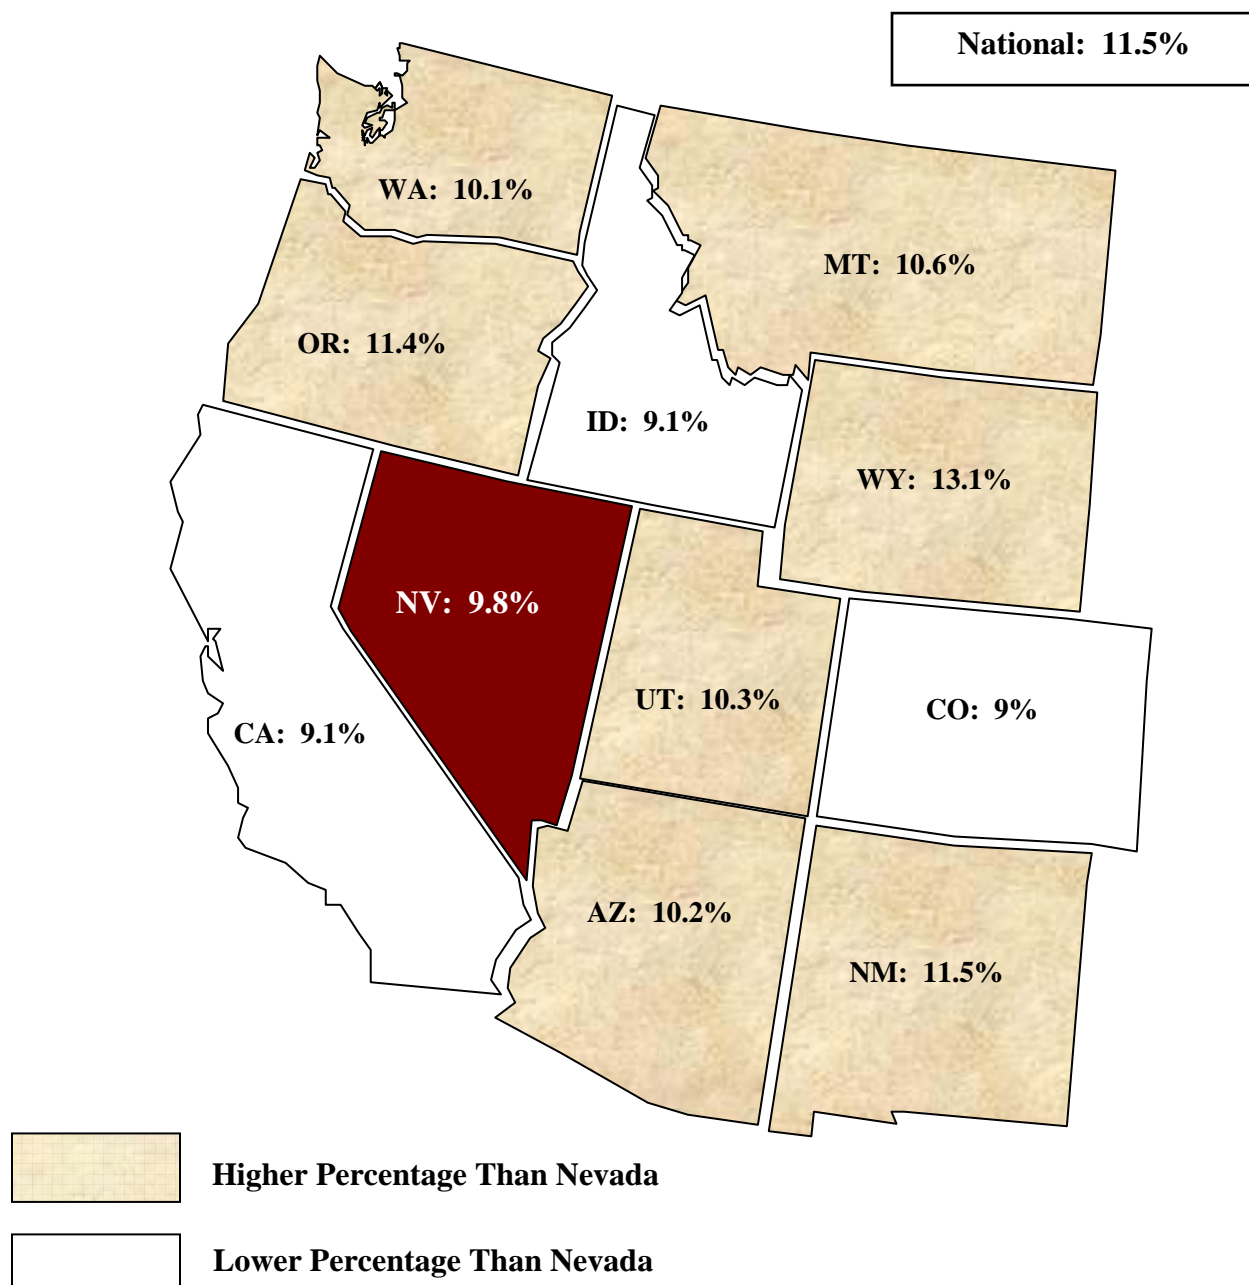 National: 11.5%
WA: 10.1%
MT: 10.6%
OR: 11.4%
ID: 9.1%
WY: 13.1%
NV: 9.8%
UT: 10.3%
CO: 9%
CA: 9.1%
AZ: 10.2%
NM: 11.5%
Higher Percentage Than Nevada
Lower Percentage Than Nevada